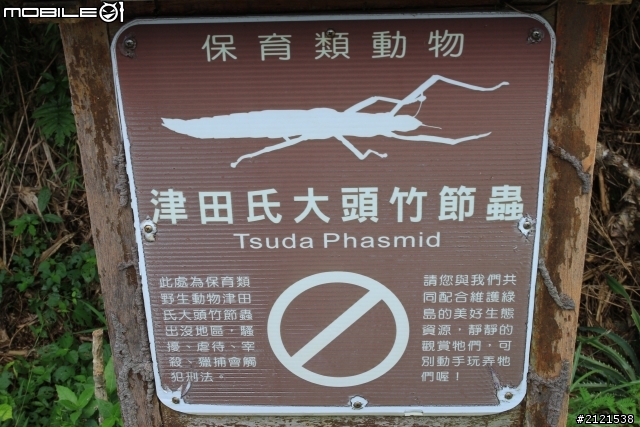 MOBILE01
保育類動物
津田氏大頭竹節蟲
Tsuda Phasmid
此處為保育類
野生動物津田
氏大頭竹節蟲
出沒地區，騷
擾、虐待、宰
殺、獵捕會觸
犯刑法。
請您與我們共
同配合維護綠
島的美好生態
資源，靜靜的
觀賞牠們，可
別動手玩弄牠
們喔！
#2121538